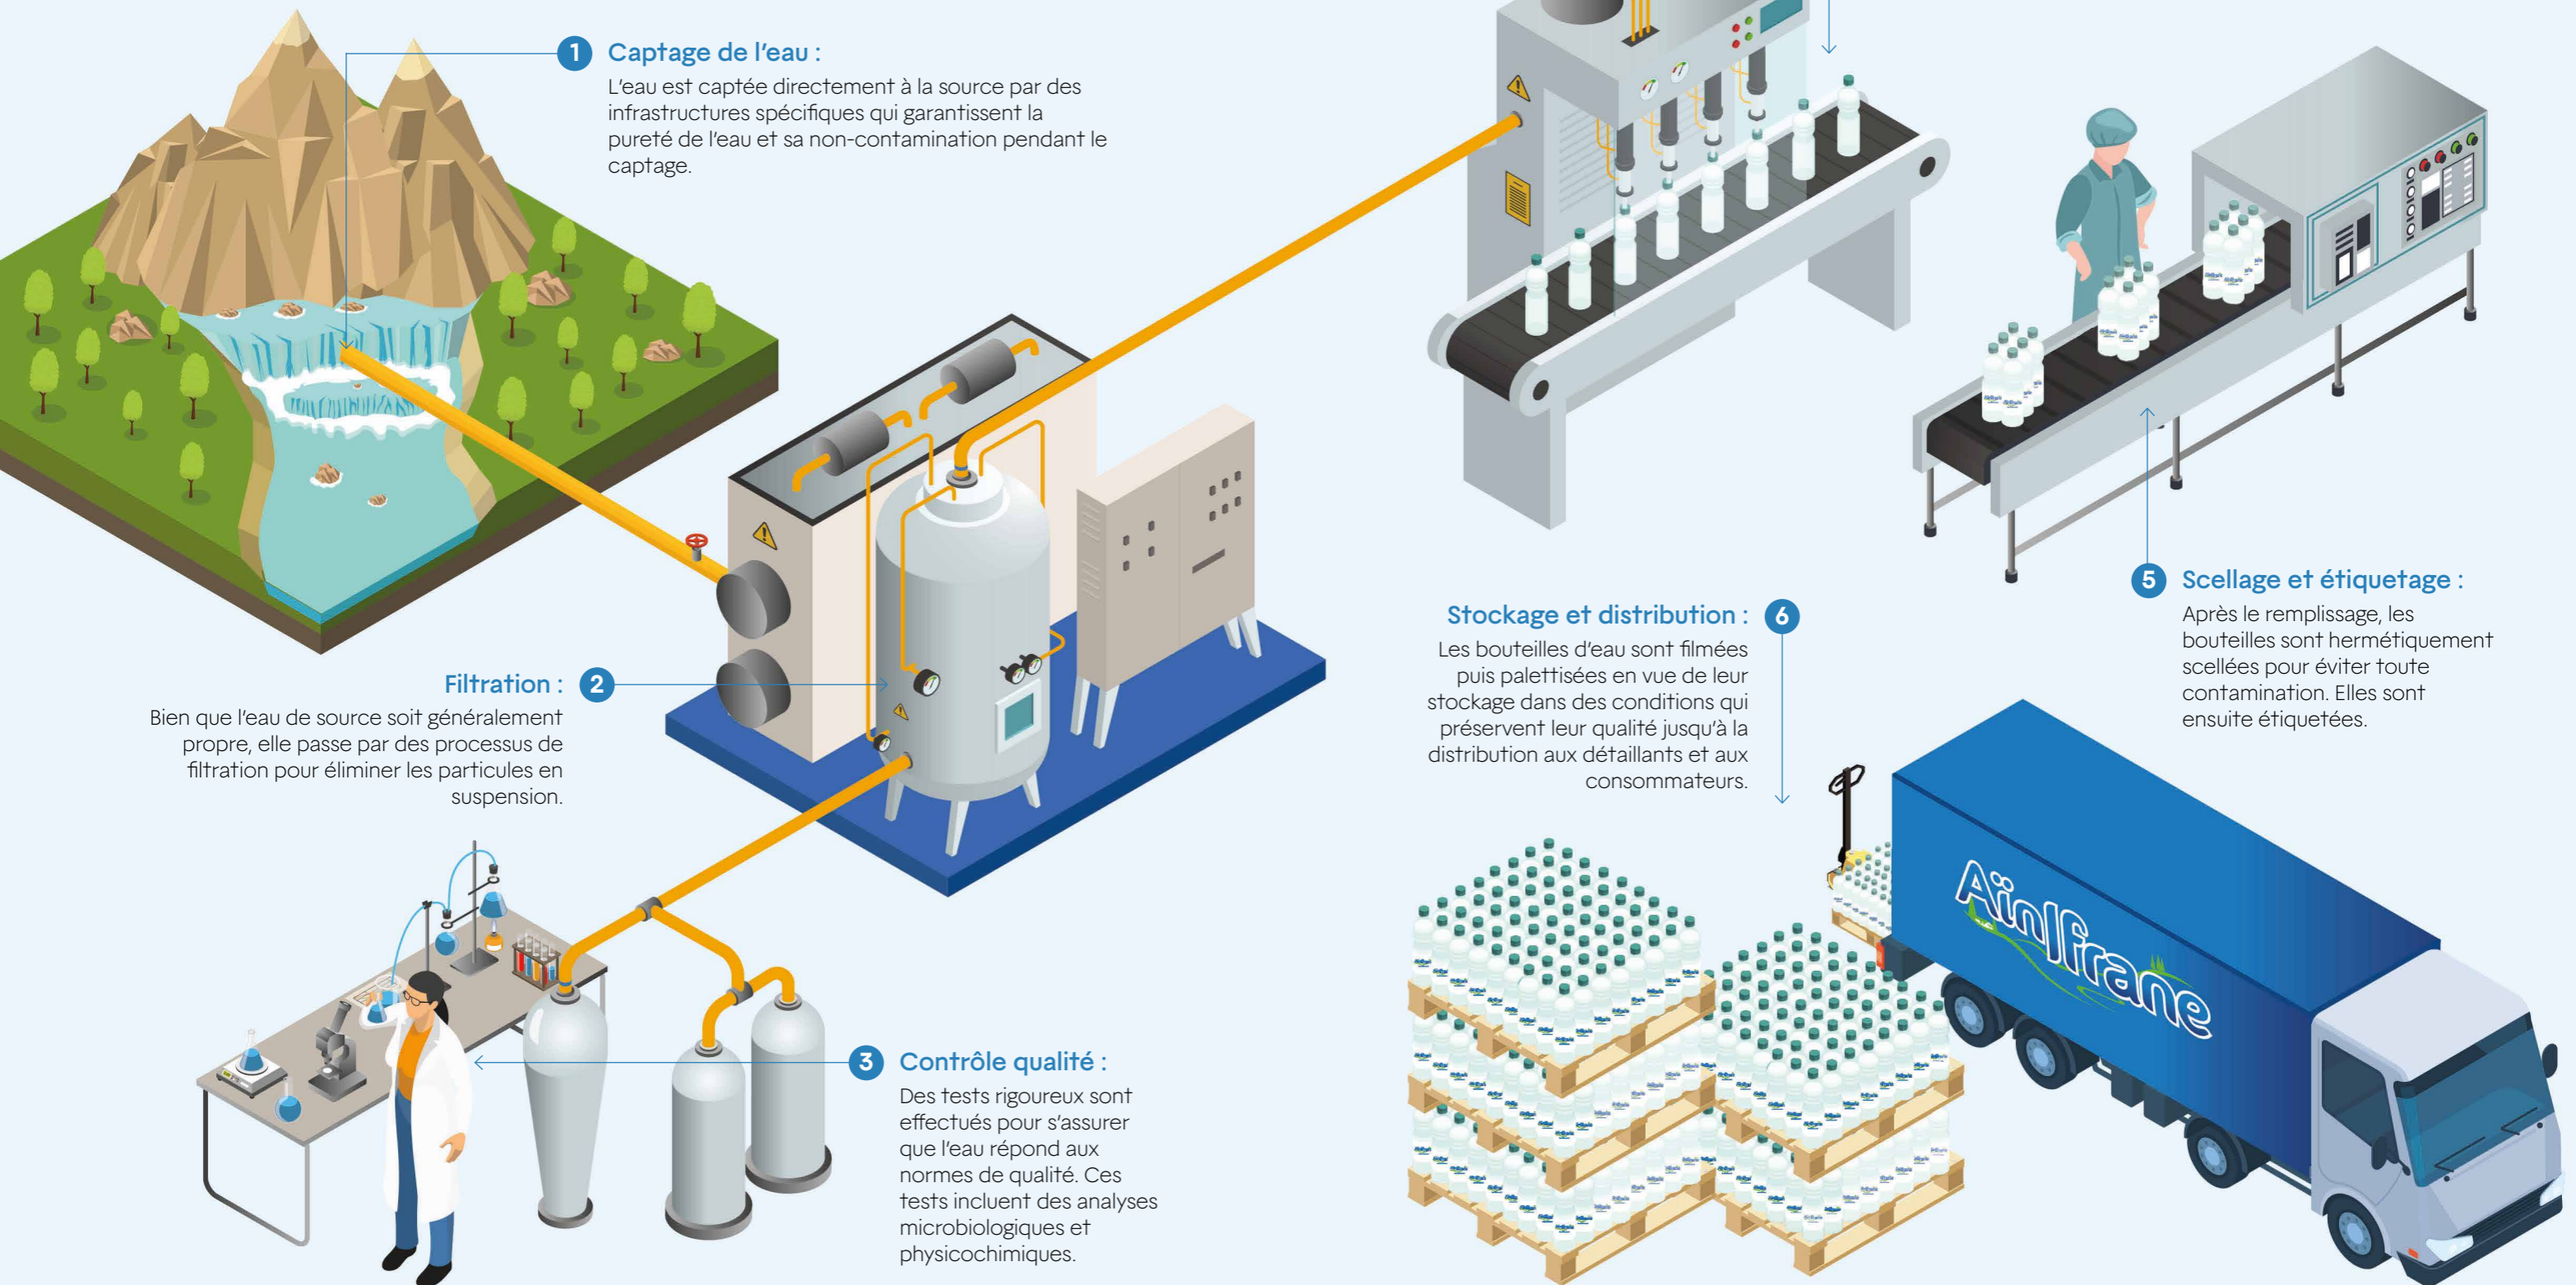 1 Captage de l'eau :
L'eau est captée directement à la source par des
infrastructures spécifiques qui garantissent la
pureté de l'eau et sa non-contamination pendant le
captage.
Filtration : 2
Bien que l'eau de source soit généralement
propre, elle passe par des processus de
filtration pour éliminer les particules en
suspension.
3 Contrôle qualité :
Des tests rigoureux sont
effectués pour s'assurer
que l'eau répond aux
normes de qualité. Ces
tests incluent des analyses
microbiologiques et
physicochimiques.
5 Scellage et étiquetage :
Après le remplissage, les
bouteilles sont hermétiquement
scellées pour éviter toute
contamination. Elles sont
ensuite étiquetées.
Stockage et distribution : 6
Les bouteilles d'eau sont filmées
puis palettisées en vue de leur
stockage dans des conditions qui
préservent leur qualité jusqu'à la
distribution aux détaillants et aux
consommateurs.
Aïn Ifrane